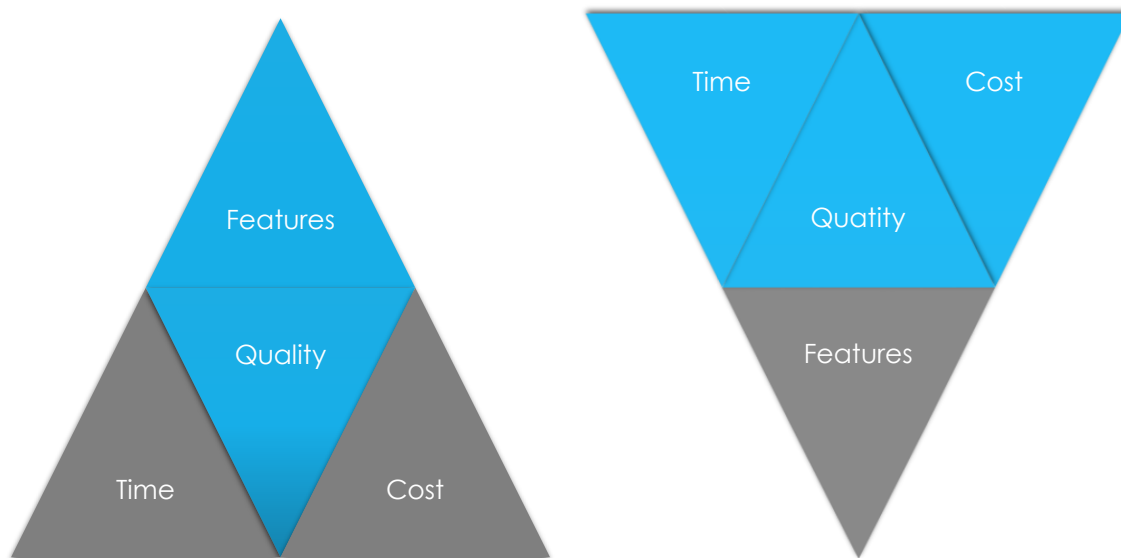 Features
Quality
Time
Cost
Time
Cost
Quatity
Features